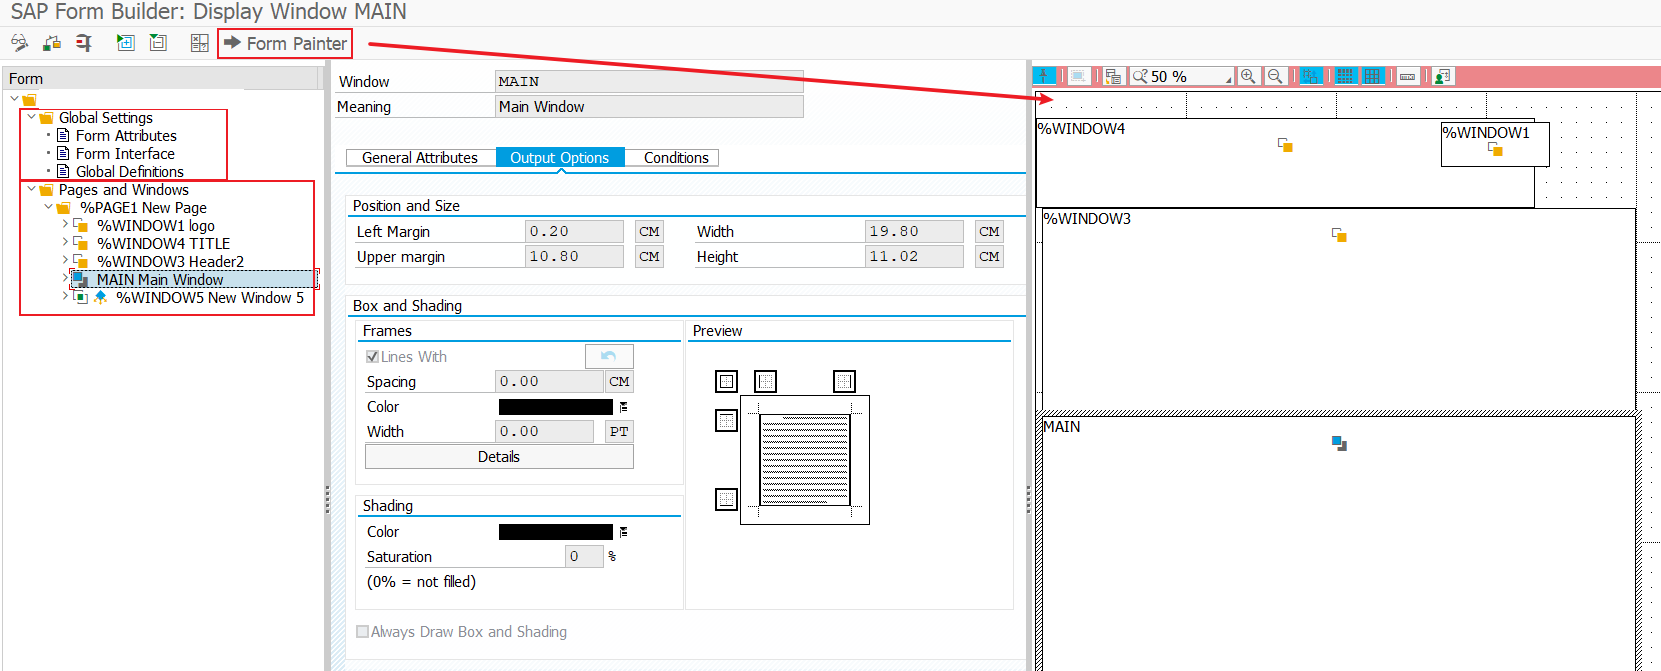 SAP Form Builder: Display Window MAIN
Form Painter
Form
Global Settings
Form Attributes
Form Interface
Global Definitions
Pages and Windows
%PAGE1 New Page
%WINDOW1 logo
%WINDOW4 TITLE
%WINDOW3 Header2
MAIN Main Window
%WINDOW5 New Window 5
Window MAIN
Meaning Main Window
General Attributes Output Options Conditions
Position and Size
Left Margin 0.20 CM Width 19.80 CM
Upper margin 10.80 CM Height 11.02 CM
Box and Shading
Frames Preview
Lines With
Spacing 0.00 CM
Color
Width 0.00 PT
Details
Shading
Color
Saturation 0 %
(0% = not filled)
Always Draw Box and Shading
50 %
%WINDOW4 %WINDOW1
%WINDOW3
MAIN